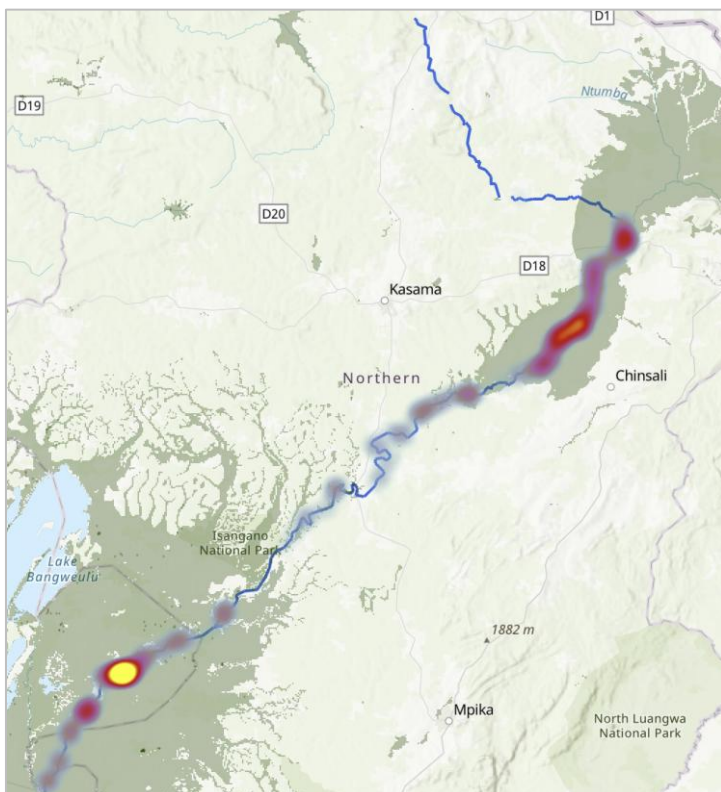 D1
Ntumba
D19
D20
D18
Kasama
Northern
Chinsali
Isangano
National Park
Lake
Bangweulu
1882 m
Mpika
North Luangwa
National Park